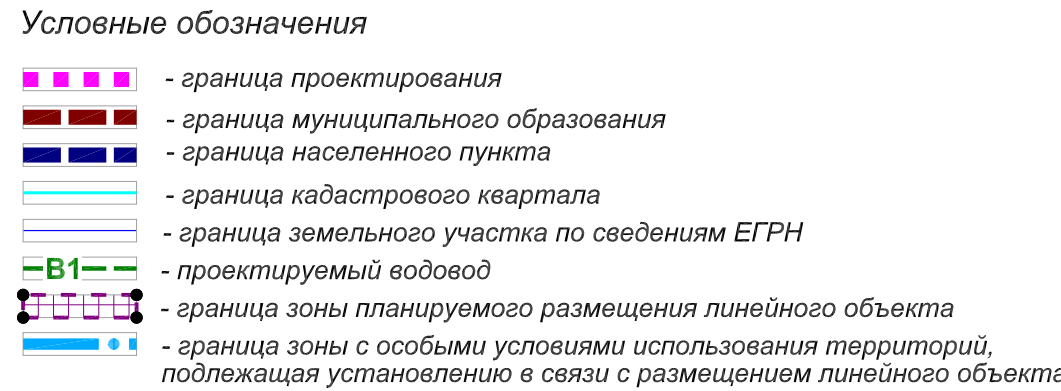 Условные обозначения
- граница проектирования
- граница муниципального образования
- граница населенного пункта
- граница кадастрового квартала
- граница земельного участка по сведениям ЕГРН
В1 - проектируемый водовод
- граница зоны планируемого размещения линейного объекта
- граница зоны с особыми условиями использования территорий,
подлежащая установлению в связи с размещением линейного объекта